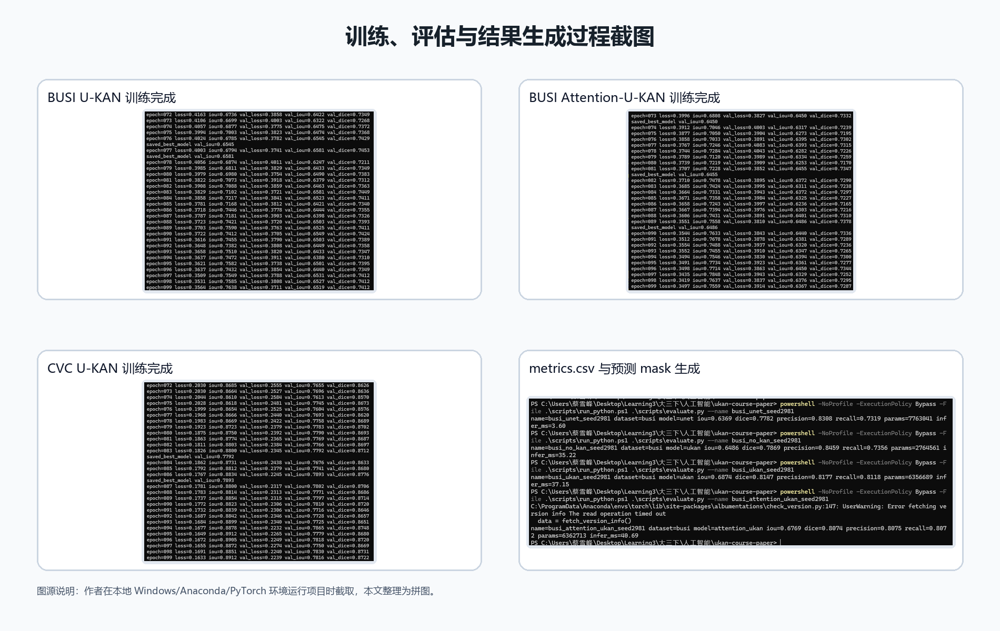 训练、评估与结果生成过程截图
BUSI U-KAN 训练完成
epoch=072 loss=0.4163 iou=0.6736 val_loss=0.3858 val_iou=0.6422 val_dice=0.7349
epoch=073 loss=0.4106 iou=0.6699 val_loss=0.4003 val_iou=0.6322 val_dice=0.7268
epoch=074 loss=0.4057 iou=0.6877 val_loss=0.3775 val_iou=0.6475 val_dice=0.7372
epoch=075 loss=0.3994 iou=0.7003 val_loss=0.3823 val_iou=0.6474 val_dice=0.7368
epoch=076 loss=0.4024 iou=0.6785 val_loss=0.3782 val_iou=0.6545 val_dice=0.7429
saved_best_model val_iou=0.6545
epoch=077 loss=0.4003 iou=0.6794 val_loss=0.3741 val_iou=0.6581 val_dice=0.7453
saved_best_model val_iou=0.6581
epoch=078 loss=0.4056 iou=0.6874 val_loss=0.4011 val_iou=0.6247 val_dice=0.7211
epoch=079 loss=0.3985 iou=0.6811 val_loss=0.3829 val_iou=0.6433 val_dice=0.7349
epoch=080 loss=0.3979 iou=0.6980 val_loss=0.3754 val_iou=0.6490 val_dice=0.7383
epoch=081 loss=0.3822 iou=0.7073 val_loss=0.3918 val_iou=0.6379 val_dice=0.7312
epoch=082 loss=0.3908 iou=0.7088 val_loss=0.3859 val_iou=0.6463 val_dice=0.7363
epoch=083 loss=0.3829 iou=0.7102 val_loss=0.3721 val_iou=0.6581 val_dice=0.7449
epoch=084 loss=0.3858 iou=0.7217 val_loss=0.3841 val_iou=0.6523 val_dice=0.7411
epoch=085 loss=0.3781 iou=0.7168 val_loss=0.3812 val_iou=0.6421 val_dice=0.7340
epoch=086 loss=0.3718 iou=0.7446 val_loss=0.3778 val_iou=0.6444 val_dice=0.7355
epoch=087 loss=0.3787 iou=0.7181 val_loss=0.3903 val_iou=0.6398 val_dice=0.7326
epoch=088 loss=0.3723 iou=0.7421 val_loss=0.3720 val_iou=0.6503 val_dice=0.7393
epoch=089 loss=0.3703 iou=0.7590 val_loss=0.3763 val_iou=0.6525 val_dice=0.7411
epoch=090 loss=0.3722 iou=0.7412 val_loss=0.3705 val_iou=0.6549 val_dice=0.7424
epoch=091 loss=0.3616 iou=0.7455 val_loss=0.3790 val_iou=0.6503 val_dice=0.7389
epoch=092 loss=0.3648 iou=0.7382 val_loss=0.3808 val_iou=0.6449 val_dice=0.7358
epoch=093 loss=0.3658 iou=0.7510 val_loss=0.3820 val_iou=0.6433 val_dice=0.7347
epoch=094 loss=0.3637 iou=0.7472 val_loss=0.3911 val_iou=0.6380 val_dice=0.7310
epoch=095 loss=0.3621 iou=0.7582 val_loss=0.3738 val_iou=0.6501 val_dice=0.7395
epoch=096 loss=0.3637 iou=0.7432 val_loss=0.3854 val_iou=0.6440 val_dice=0.7349
epoch=097 loss=0.3509 iou=0.7549 val_loss=0.3788 val_iou=0.6531 val_dice=0.7412
epoch=098 loss=0.3531 iou=0.7585 val_loss=0.3808 val_iou=0.6527 val_dice=0.7412
epoch=099 loss=0.3564 iou=0.7638 val_loss=0.3711 val_iou=0.6519 val_dice=0.7412
BUSI Attention-U-KAN 训练完成
epoch=073 loss=0.3996 iou=0.6808 val_loss=0.3827 val_iou=0.6450 val_dice=0.7332
saved_best_model val_iou=0.6450
epoch=074 loss=0.3912 iou=0.7046 val_loss=0.4003 val_iou=0.6317 val_dice=0.7239
epoch=075 loss=0.3877 iou=0.7050 val_loss=0.3904 val_iou=0.6273 val_dice=0.7195
epoch=076 loss=0.3858 iou=0.7033 val_loss=0.3891 val_iou=0.6395 val_dice=0.7302
epoch=077 loss=0.3767 iou=0.7246 val_loss=0.4083 val_iou=0.6393 val_dice=0.7315
epoch=078 loss=0.3744 iou=0.7284 val_loss=0.4043 val_iou=0.6282 val_dice=0.7226
epoch=079 loss=0.3789 iou=0.7120 val_loss=0.3989 val_iou=0.6334 val_dice=0.7259
epoch=080 loss=0.3739 iou=0.7219 val_loss=0.3909 val_iou=0.6253 val_dice=0.7170
epoch=081 loss=0.3707 iou=0.7228 val_loss=0.3852 val_iou=0.6455 val_dice=0.7347
saved_best_model val_iou=0.6455
epoch=082 loss=0.3710 iou=0.7478 val_loss=0.3895 val_iou=0.6372 val_dice=0.7290
epoch=083 loss=0.3685 iou=0.7424 val_loss=0.3995 val_iou=0.6311 val_dice=0.7238
epoch=084 loss=0.3664 iou=0.7331 val_loss=0.3943 val_iou=0.6372 val_dice=0.7297
epoch=085 loss=0.3671 iou=0.7358 val_loss=0.3984 val_iou=0.6325 val_dice=0.7227
epoch=086 loss=0.3658 iou=0.7243 val_loss=0.3997 val_iou=0.6236 val_dice=0.7165
epoch=087 loss=0.3667 iou=0.7394 val_loss=0.3976 val_iou=0.6303 val_dice=0.7216
epoch=088 loss=0.3606 iou=0.7431 val_loss=0.3891 val_iou=0.6401 val_dice=0.7310
epoch=089 loss=0.3551 iou=0.7558 val_loss=0.3810 val_iou=0.6486 val_dice=0.7378
saved_best_model val_iou=0.6486
epoch=090 loss=0.3544 iou=0.7633 val_loss=0.3843 val_iou=0.6440 val_dice=0.7336
epoch=091 loss=0.3512 iou=0.7678 val_loss=0.3878 val_iou=0.6381 val_dice=0.7289
epoch=092 loss=0.3554 iou=0.7488 val_loss=0.3937 val_iou=0.6320 val_dice=0.7236
epoch=093 loss=0.3552 iou=0.7455 val_loss=0.3910 val_iou=0.6347 val_dice=0.7265
epoch=094 loss=0.3494 iou=0.7546 val_loss=0.3830 val_iou=0.6394 val_dice=0.7300
epoch=095 loss=0.3491 iou=0.7734 val_loss=0.3923 val_iou=0.6361 val_dice=0.7277
epoch=096 loss=0.3498 iou=0.7714 val_loss=0.3863 val_iou=0.6450 val_dice=0.7344
epoch=097 loss=0.3435 iou=0.7848 val_loss=0.3943 val_iou=0.6329 val_dice=0.7252
epoch=098 loss=0.3419 iou=0.7637 val_loss=0.3837 val_iou=0.6376 val_dice=0.7295
epoch=099 loss=0.3497 iou=0.7559 val_loss=0.3914 val_iou=0.6367 val_dice=0.7287
CVC U-KAN 训练完成
epoch=072 loss=0.2030 iou=0.8685 val_loss=0.2555 val_iou=0.7655 val_dice=0.8626
epoch=073 loss=0.2030 iou=0.8664 val_loss=0.2527 val_iou=0.7696 val_dice=0.8636
epoch=074 loss=0.2044 iou=0.8610 val_loss=0.2584 val_iou=0.7613 val_dice=0.8570
epoch=075 loss=0.2028 iou=0.8618 val_loss=0.2481 val_iou=0.7745 val_dice=0.8673
epoch=076 loss=0.1999 iou=0.8654 val_loss=0.2525 val_iou=0.7604 val_dice=0.8576
epoch=077 loss=0.1968 iou=0.8666 val_loss=0.2440 val_iou=0.7693 val_dice=0.8620
epoch=078 loss=0.1983 iou=0.8669 val_loss=0.2422 val_iou=0.7758 val_dice=0.8689
epoch=079 loss=0.1923 iou=0.8723 val_loss=0.2379 val_iou=0.7783 val_dice=0.8702
epoch=080 loss=0.1875 iou=0.8750 val_loss=0.2392 val_iou=0.7790 val_dice=0.8693
epoch=081 loss=0.1863 iou=0.8774 val_loss=0.2365 val_iou=0.7769 val_dice=0.8687
epoch=082 loss=0.1811 iou=0.8803 val_loss=0.2384 val_iou=0.7766 val_dice=0.8697
epoch=083 loss=0.1826 iou=0.8800 val_loss=0.2345 val_iou=0.7792 val_dice=0.8712
saved_best_model val_iou=0.7792
epoch=084 loss=0.1862 iou=0.8731 val_loss=0.2438 val_iou=0.7676 val_dice=0.8633
epoch=085 loss=0.1792 iou=0.8812 val_loss=0.2379 val_iou=0.7741 val_dice=0.8680
epoch=086 loss=0.1767 iou=0.8834 val_loss=0.2245 val_iou=0.7893 val_dice=0.8776
saved_best_model val_iou=0.7893
epoch=087 loss=0.1781 iou=0.8800 val_loss=0.2317 val_iou=0.7802 val_dice=0.8706
epoch=088 loss=0.1783 iou=0.8814 val_loss=0.2313 val_iou=0.7771 val_dice=0.8686
epoch=089 loss=0.1737 iou=0.8854 val_loss=0.2315 val_iou=0.7797 val_dice=0.8714
epoch=090 loss=0.1772 iou=0.8823 val_loss=0.2306 val_iou=0.7810 val_dice=0.8720
epoch=091 loss=0.1732 iou=0.8839 val_loss=0.2306 val_iou=0.7716 val_dice=0.8646
epoch=092 loss=0.1687 iou=0.8842 val_loss=0.2346 val_iou=0.7728 val_dice=0.8657
epoch=093 loss=0.1684 iou=0.8899 val_loss=0.2340 val_iou=0.7725 val_dice=0.8651
epoch=094 loss=0.1677 iou=0.8878 val_loss=0.2232 val_iou=0.7865 val_dice=0.8748
epoch=095 loss=0.1649 iou=0.8912 val_loss=0.2265 val_iou=0.7779 val_dice=0.8680
epoch=096 loss=0.1672 iou=0.8905 val_loss=0.2249 val_iou=0.7818 val_dice=0.8720
epoch=097 loss=0.1655 iou=0.8872 val_loss=0.2274 val_iou=0.7750 val_dice=0.8669
epoch=098 loss=0.1691 iou=0.8851 val_loss=0.2240 val_iou=0.7830 val_dice=0.8731
epoch=099 loss=0.1633 iou=0.8912 val_loss=0.2239 val_iou=0.7816 val_dice=0.8722
metrics.csv 与预测 mask 生成
PS C:\Users\蔡雪峰\Desktop\Learning3\大三下\人工智能\ukan-course-paper> powershell -NoProfile -ExecutionPolicy Bypass -F
ile .\scripts\run_python.ps1 .\scripts\evaluate.py --name busi_unet_seed2981
name=busi_unet_seed2981 dataset=busi model=unet iou=0.6369 dice=0.7782 precision=0.8308 recall=0.7319 params=7763041 inf
er_ms=3.60
PS C:\Users\蔡雪峰\Desktop\Learning3\大三下\人工智能\ukan-course-paper> powershell -NoProfile -ExecutionPolicy Bypass -F
ile .\scripts\run_python.ps1 .\scripts\evaluate.py --name busi_no_kan_seed2981
name=busi_no_kan_seed2981 dataset=busi model=ukan iou=0.6486 dice=0.7869 precision=0.8459 recall=0.7356 params=2764561 i
nfer_ms=35.22
PS C:\Users\蔡雪峰\Desktop\Learning3\大三下\人工智能\ukan-course-paper> powershell -NoProfile -ExecutionPolicy Bypass -F
ile .\scripts\run_python.ps1 .\scripts\evaluate.py --name busi_ukan_seed2981
name=busi_ukan_seed2981 dataset=busi model=ukan iou=0.6874 dice=0.8147 precision=0.8177 recall=0.8118 params=6356689 inf
er_ms=37.15
PS C:\Users\蔡雪峰\Desktop\Learning3\大三下\人工智能\ukan-course-paper> powershell -NoProfile -ExecutionPolicy Bypass -F
ile .\scripts\run_python.ps1 .\scripts\evaluate.py --name busi_attention_ukan_seed2981
C:\ProgramData\Anaconda\envs\torch\lib\site-packages\albumentations\check_version.py:147: UserWarning: Error fetching ve
rsion info The read operation timed out
  data = fetch_version_info()
name=busi_attention_ukan_seed2981 dataset=busi model=attention_ukan iou=0.6769 dice=0.8074 precision=0.8075 recall=0.807
2 params=6362713 infer_ms=40.69
PS C:\Users\蔡雪峰\Desktop\Learning3\大三下\人工智能\ukan-course-paper>
图源说明：作者在本地 Windows/Anaconda/PyTorch 环境运行项目时截取，本文整理为拼图。